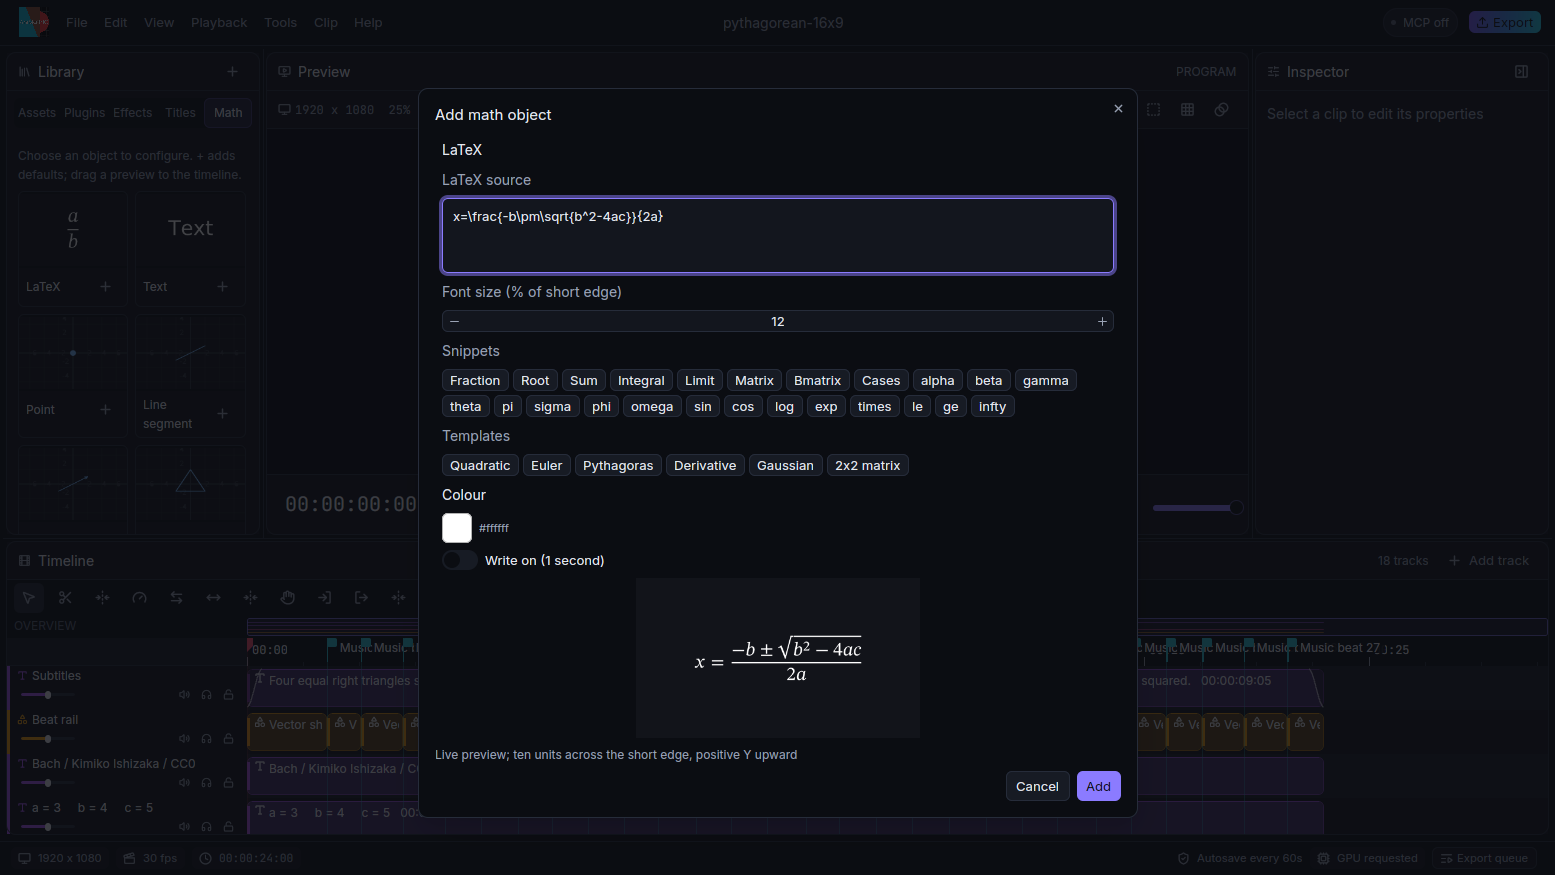 File Edit View Playback Tools Clip Help
pythagorean-16x9
MCP off
Export
Library
Preview
PROGRAM
Inspector
Assets Plugins Effects Titles Math
1920 x 1080 25%
Select a clip to edit its properties
Choose an object to configure. + adds
defaults; drag a preview to the timeline.
a
b
Text
LaTeX
Text
Point
Line
segment
Add math object
LaTeX
LaTeX source
x=\frac{-b\pm\sqrt{b^2-4ac}}{2a}
Font size (% of short edge)
12
Snippets
Fraction Root Sum Integral Limit Matrix Bmatrix Cases alpha beta gamma
theta pi sigma phi omega sin cos log exp times le ge infty
Templates
Quadratic Euler Pythagoras Derivative Gaussian 2x2 matrix
Colour
#ffffff
Write on (1 second)
x = −b ± √b² − 4ac
2a
Live preview; ten units across the short edge, positive Y upward
Cancel Add
00:00:00:00
Timeline
18 tracks
Add track
OVERVIEW
00:00
Music beat 27
Subtitles
Four equal right triangles
squared. 00:00:09:05
Beat rail
Vector sh
Bach / Kimiko Ishizaka / CC0
Bach / Kimiko Ishizaka /
a = 3 b = 4 c = 5
a = 3 b = 4 c = 5
1920 x 1080 30 fps 00:00:24:00
Autosave every 60s GPU requested Export queue